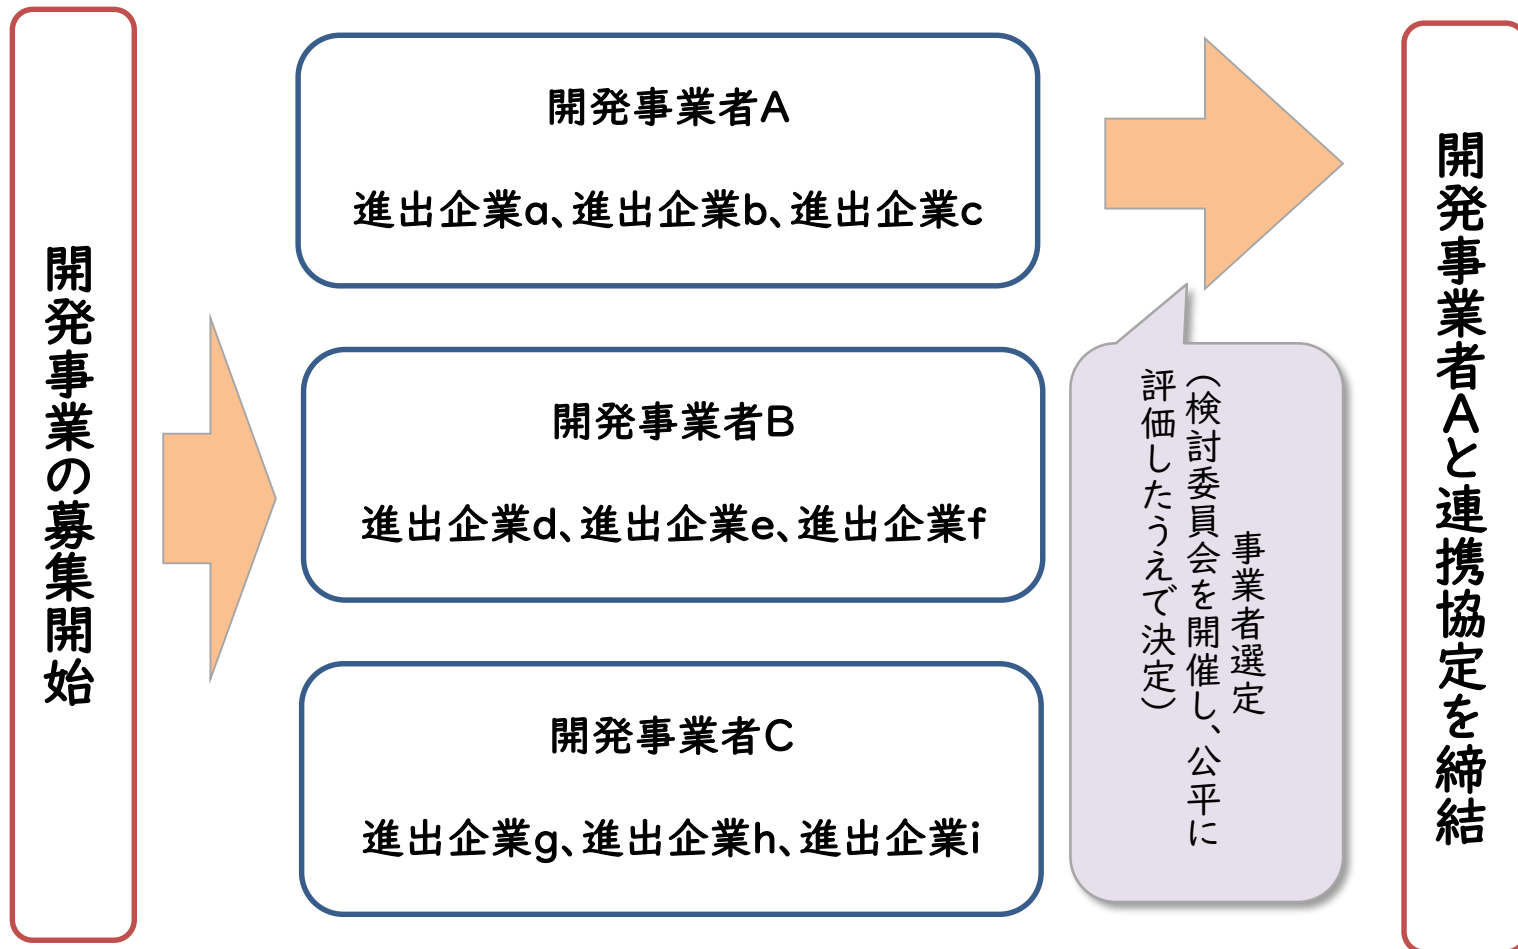 開発事業の募集開始
開発事業者A
進出企業a、進出企業b、進出企業c
開発事業者B
進出企業d、進出企業e、進出企業f
開発事業者C
進出企業g、進出企業h、進出企業i
事業者選定
（検討委員会を開催し、公平に
評価したうえで決定）
開発事業者Aと連携協定を締結